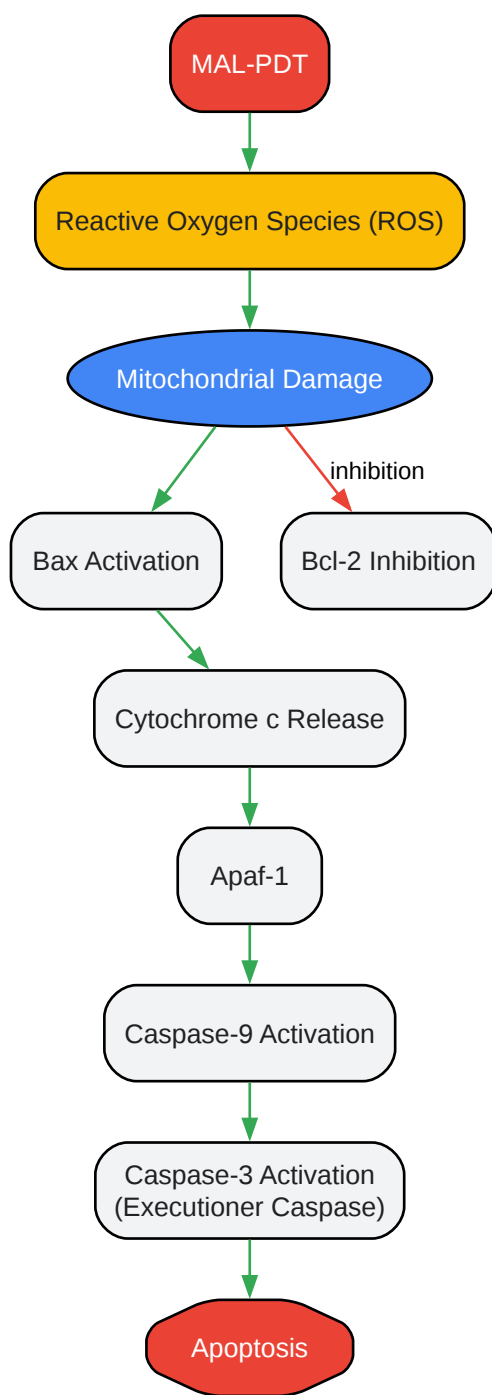 MAL-PDT
Reactive Oxygen Species (ROS)
Mitochondrial Damage
inhibition
Bax Activation
Bcl-2 Inhibition
Cytochrome c Release
Apaf-1
Caspase-9 Activation
Caspase-3 Activation
(Executioner Caspase)
Apoptosis